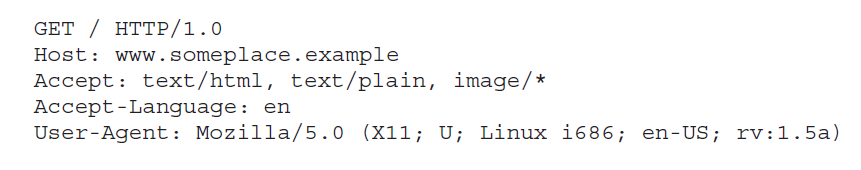 GET / HTTP/1.0
Host: www.someplace.example
Accept: text/html, text/plain, image/*
Accept-Language: en
User-Agent: Mozilla/5.0 (X11; U; Linux i686; en-US; rv:1.5a)